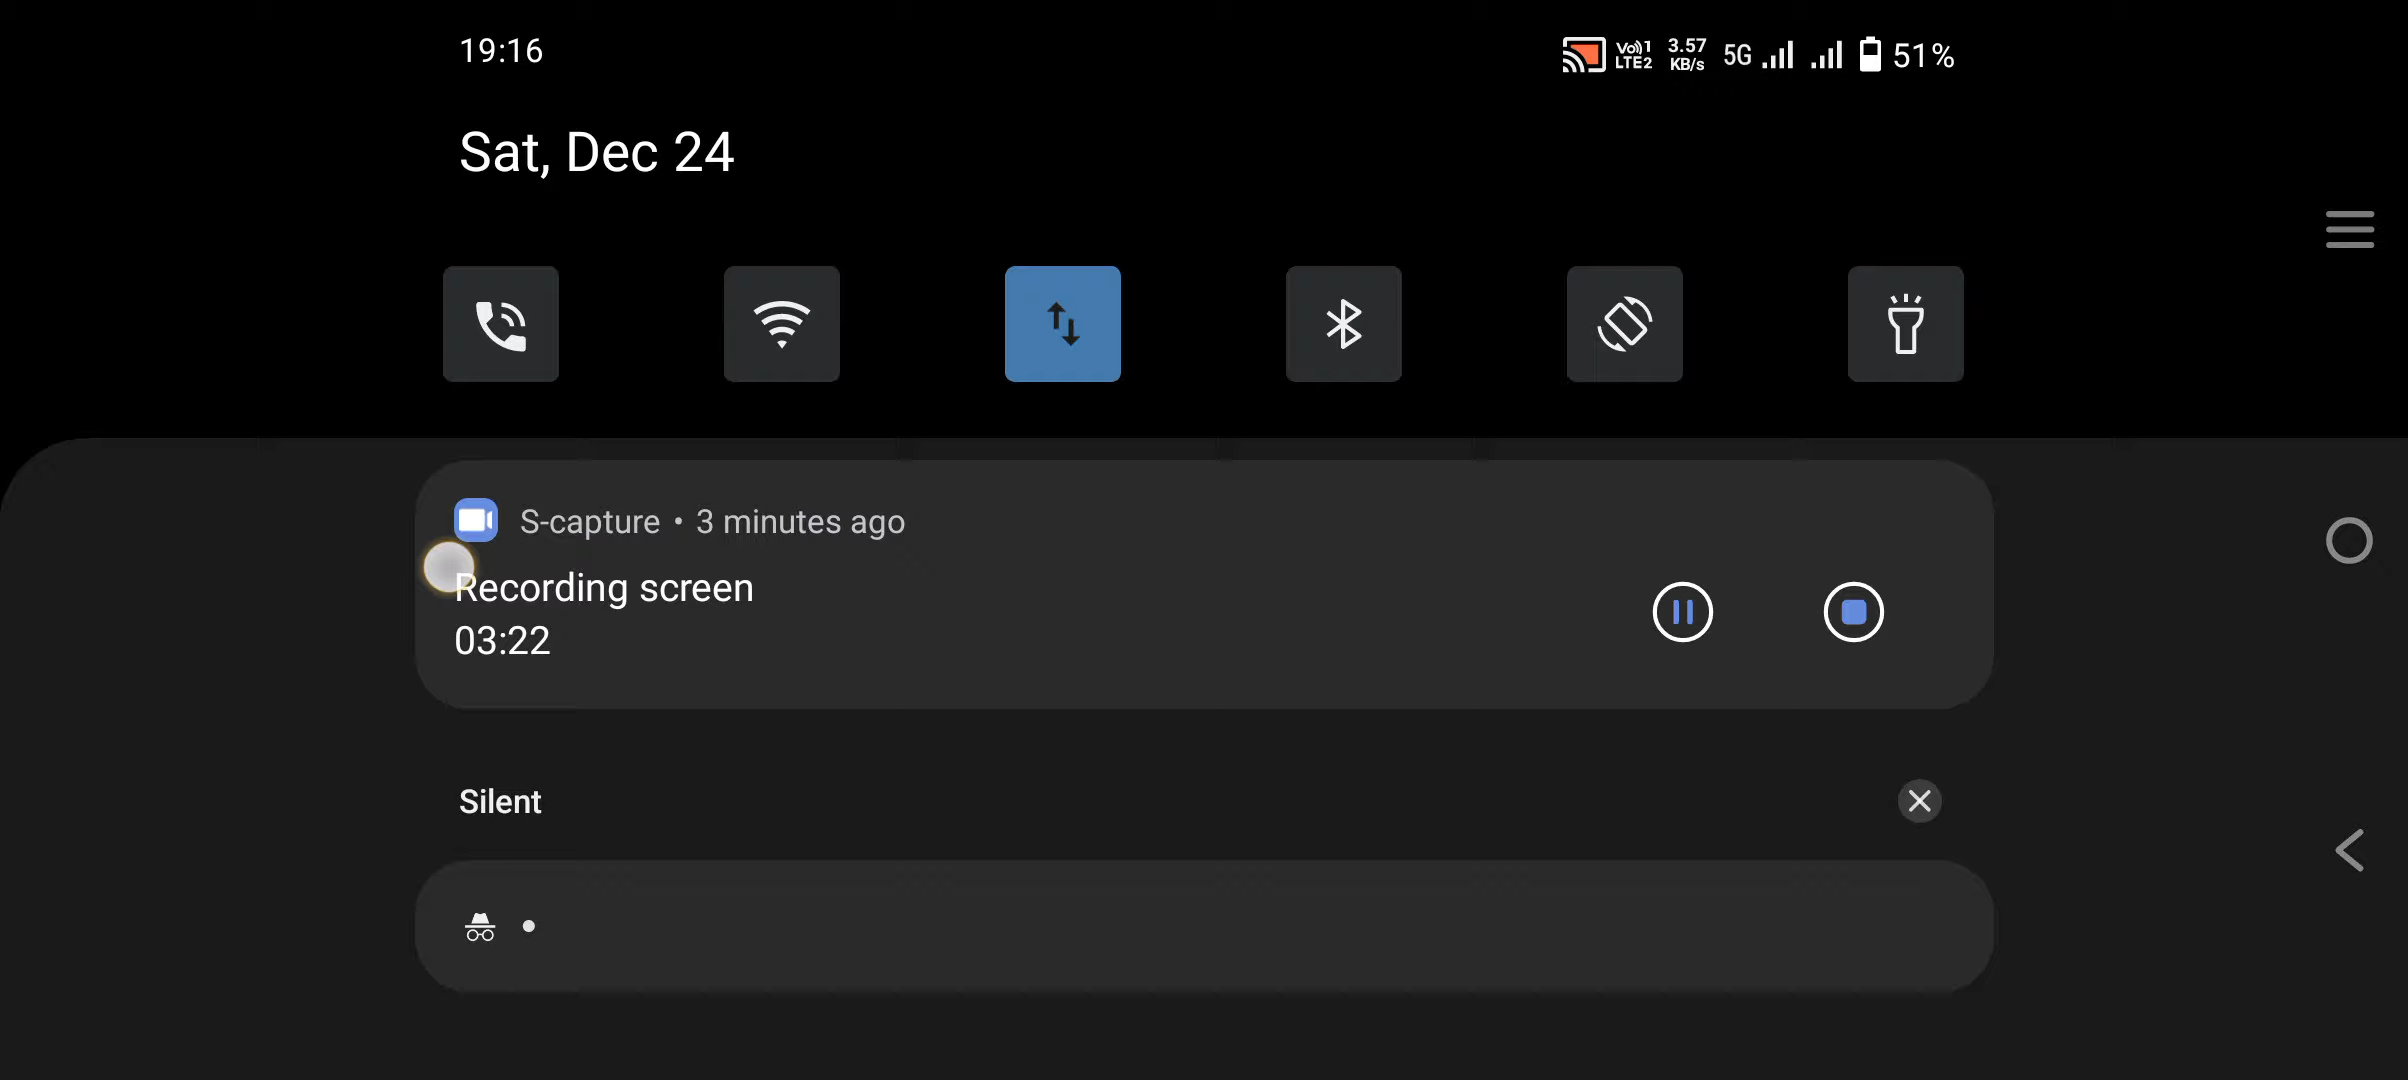 19:16
Vo))1 LTE2
3.57 KB/s
5G
51%
Sat, Dec 24
S-capture • 3 minutes ago
Recording screen
03:22
Silent